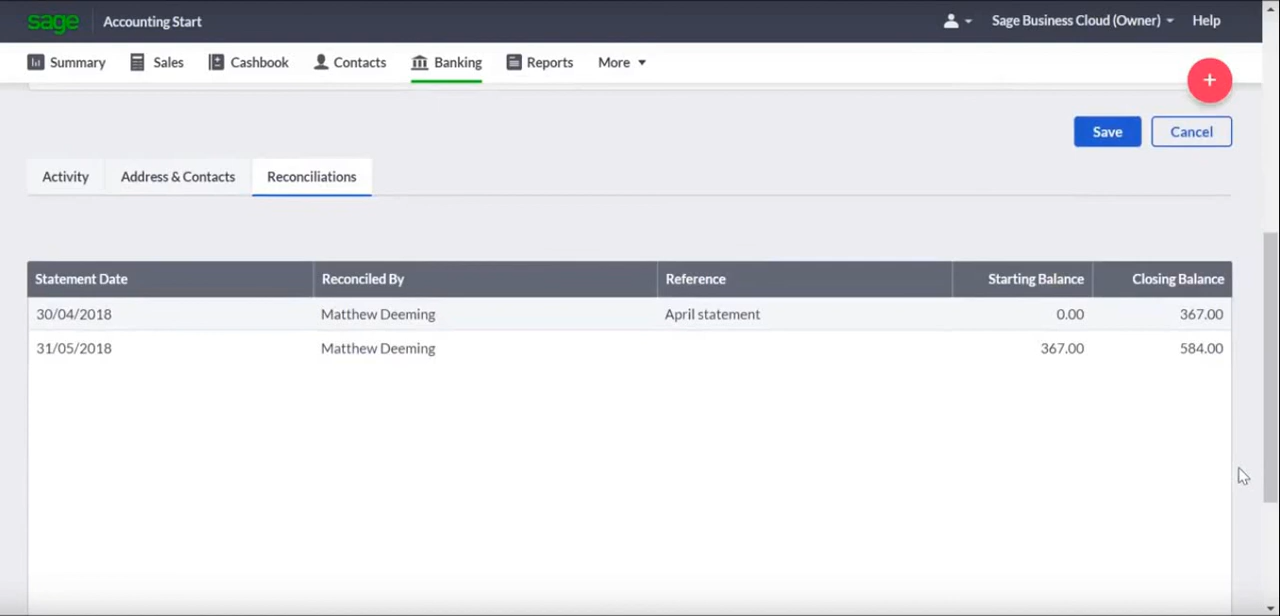 sage Accounting Start Sage Business Cloud (Owner) Help
Summary Sales Cashbook Contacts Banking Reports More
+
Save Cancel
Activity Address & Contacts Reconciliations
Statement Date Reconciled By Reference Starting Balance Closing Balance
30/04/2018 Matthew Deeming April statement 0.00 367.00
31/05/2018 Matthew Deeming 367.00 584.00